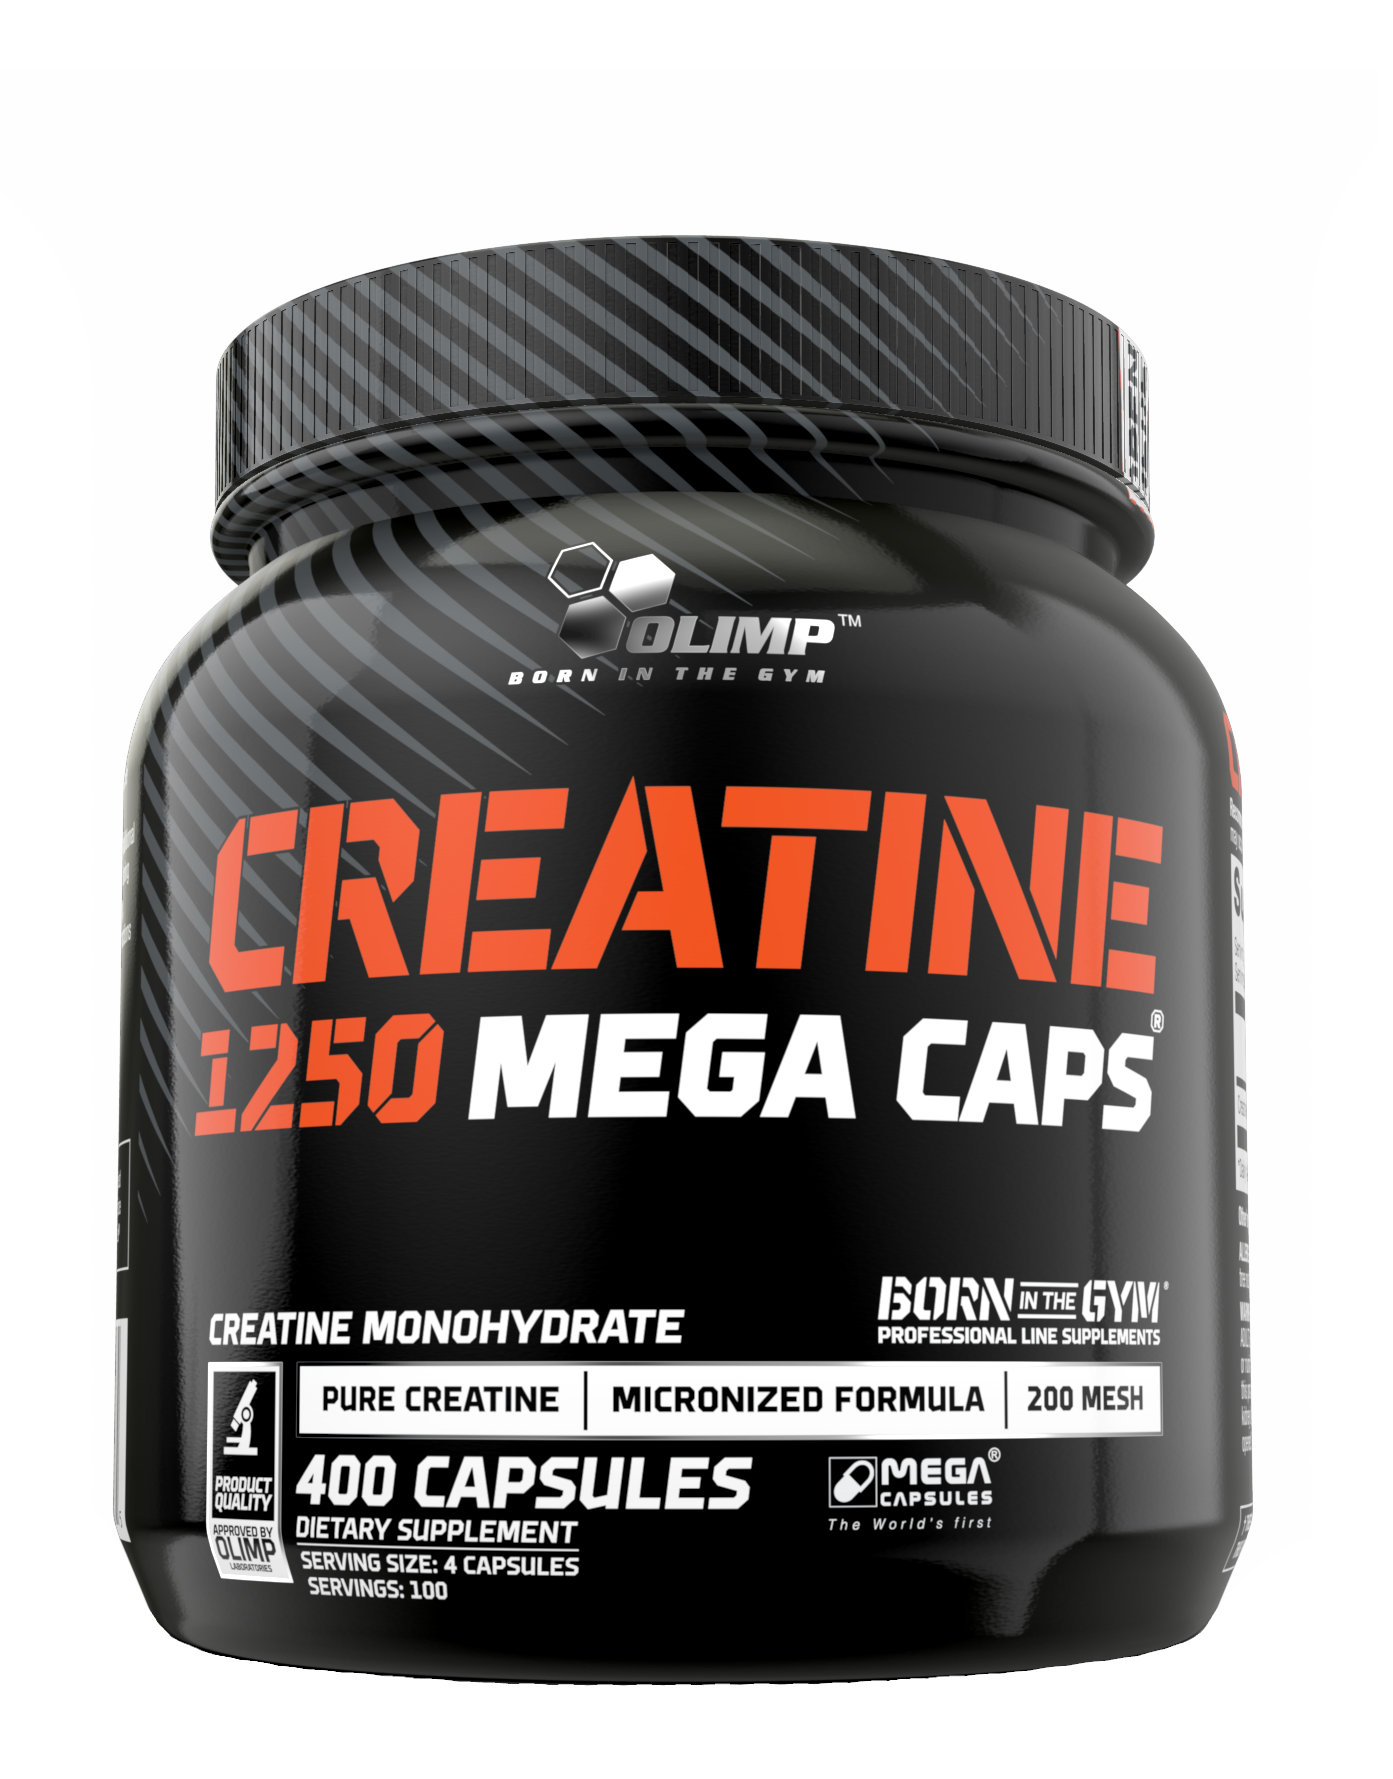 OLIMP™
BORN IN THE GYM
CREATINE
1250 MEGA CAPS®
CREATINE MONOHYDRATE
BORN IN THE GYM®
PROFESSIONAL LINE SUPPLEMENTS
PURE CREATINE | MICRONIZED FORMULA | 200 MESH
PRODUCT
QUALITY
APPROVED BY
OLIMP
LABORATORIES
400 CAPSULES
DIETARY SUPPLEMENT
SERVING SIZE: 4 CAPSULES
SERVINGS: 100
MEGA®
CAPSULES
The World's first